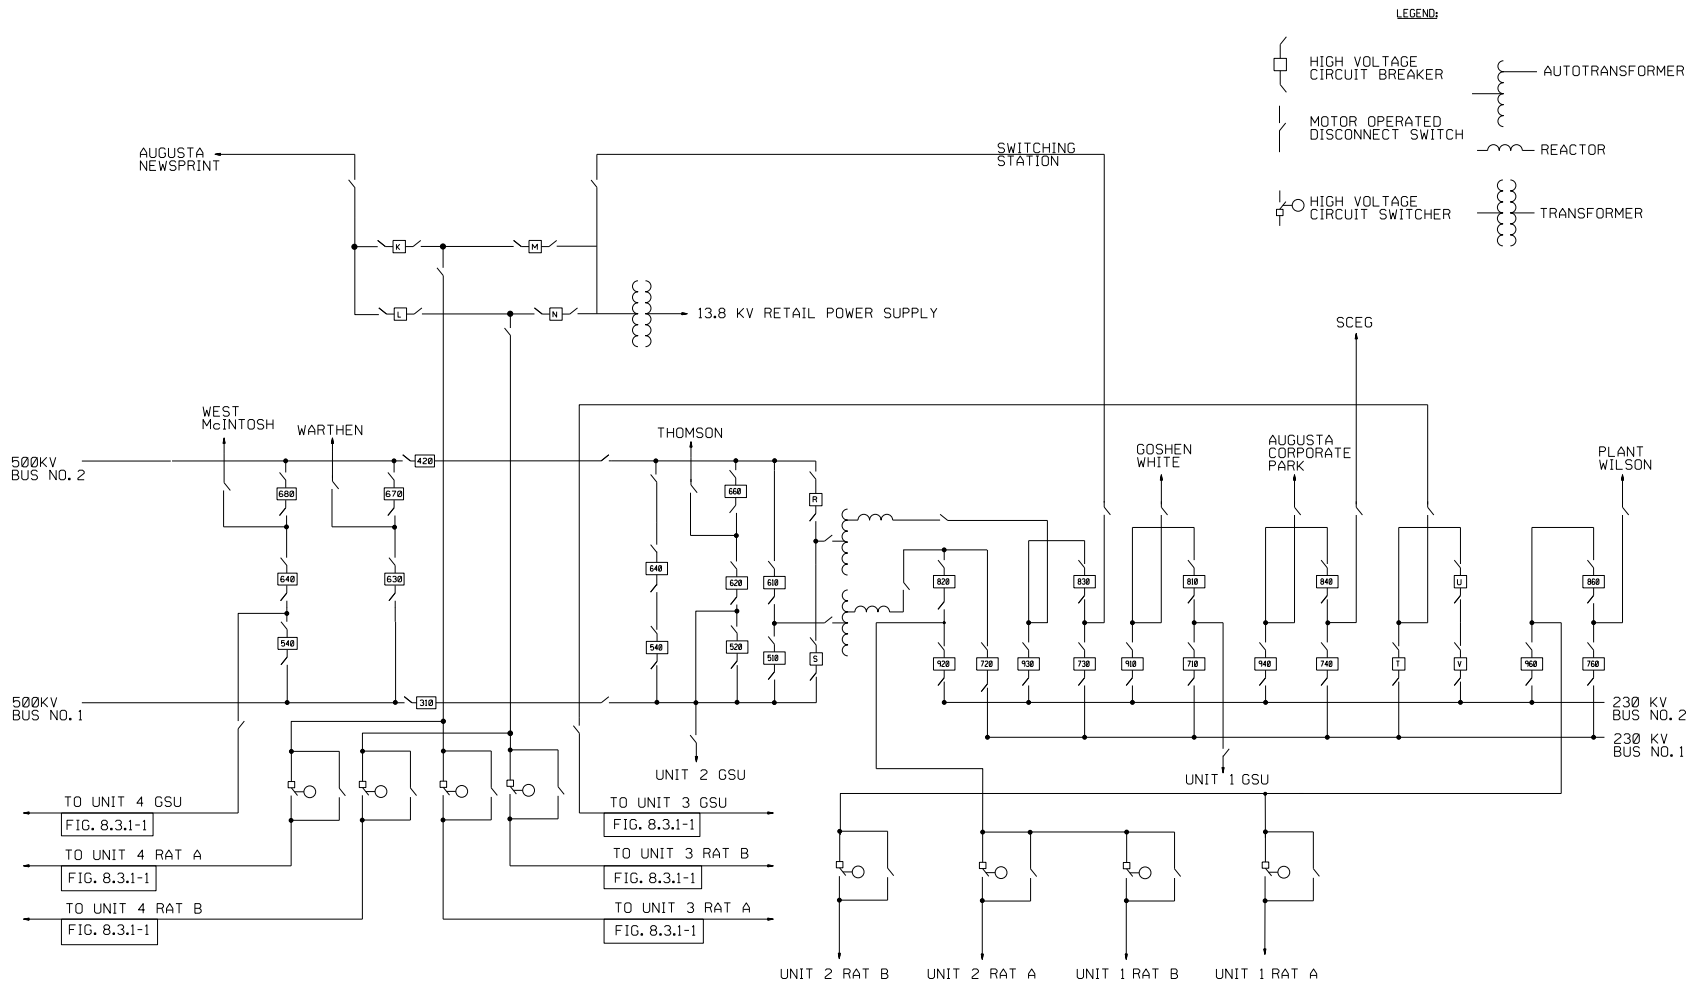 LEGEND:
HIGH VOLTAGE
CIRCUIT BREAKER
AUTOTRANSFORMER
MOTOR OPERATED
DISCONNECT SWITCH
REACTOR
HIGH VOLTAGE
CIRCUIT SWITCHER
TRANSFORMER
AUGUSTA
NEWSPRINT
SWITCHING
STATION
K
M
L
N
13.8 KV RETAIL POWER SUPPLY
SCEG
WEST
McINTOSH
WARTHEN
THOMSON
GOSHEN
WHITE
AUGUSTA
CORPORATE
PARK
PLANT
WILSON
500KV
BUS NO. 2
420
680
670
660
R
640
630
640
620
610
820
830
810
840
U
860
540
540
520
510
S
920
720
930
730
910
710
940
740
T
V
960
760
500KV
BUS NO. 1
310
230 KV
BUS NO. 2
230 KV
BUS NO. 1
UNIT 2 GSU
UNIT 1 GSU
TO UNIT 4 GSU
FIG. 8.3.1-1
TO UNIT 3 GSU
FIG. 8.3.1-1
TO UNIT 4 RAT A
FIG. 8.3.1-1
TO UNIT 3 RAT B
FIG. 8.3.1-1
TO UNIT 4 RAT B
FIG. 8.3.1-1
TO UNIT 3 RAT A
FIG. 8.3.1-1
UNIT 2 RAT B
UNIT 2 RAT A
UNIT 1 RAT B
UNIT 1 RAT A